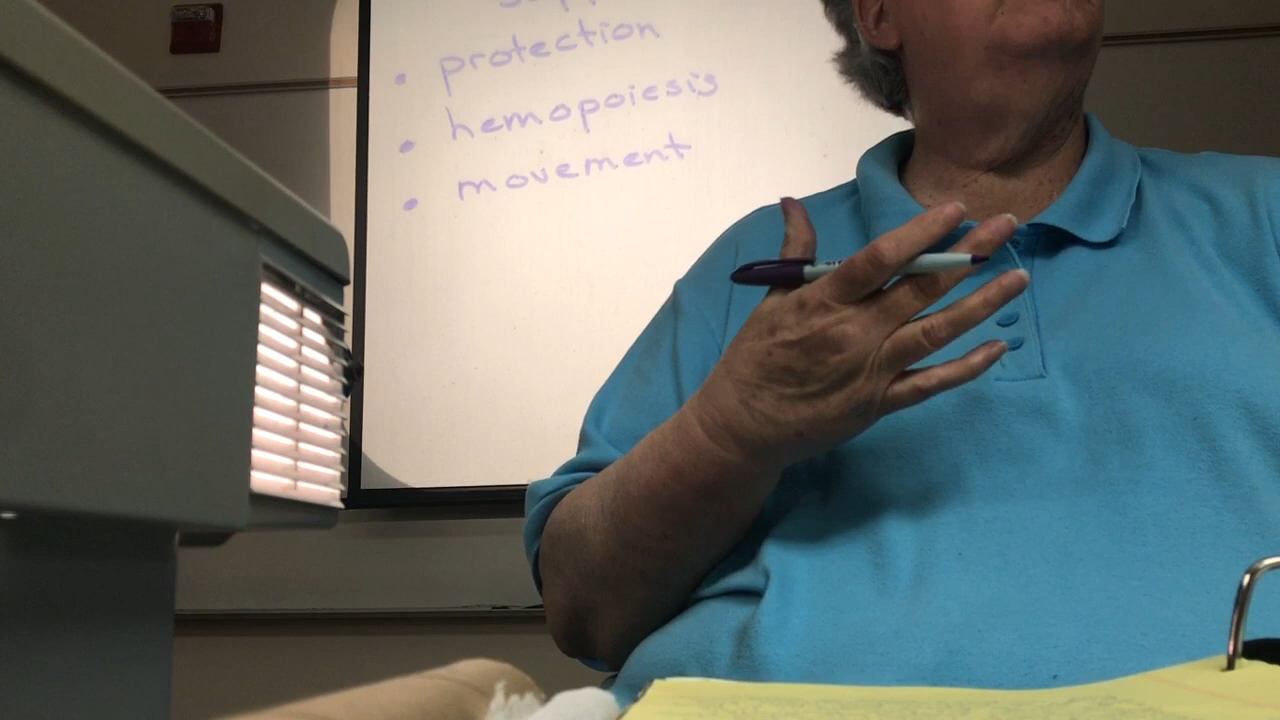 • protection
• hemopoiesis
• movement